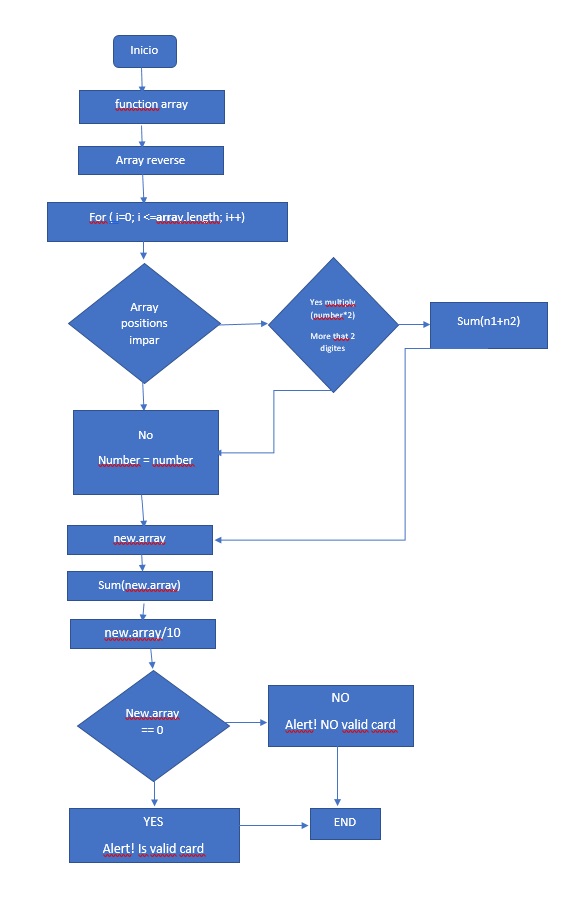 Inicio
function array
Array reverse
For ( i=0; i <=array.length; i++)
Array
positions
impar
Yes multiply
(number*2)
More that 2
digites
Sum(n1+n2)
No
Number = number
new.array
Sum(new.array)
new.array/10
New.array
== 0
NO
Alert! NO valid card
YES
Alert! Is valid card
END